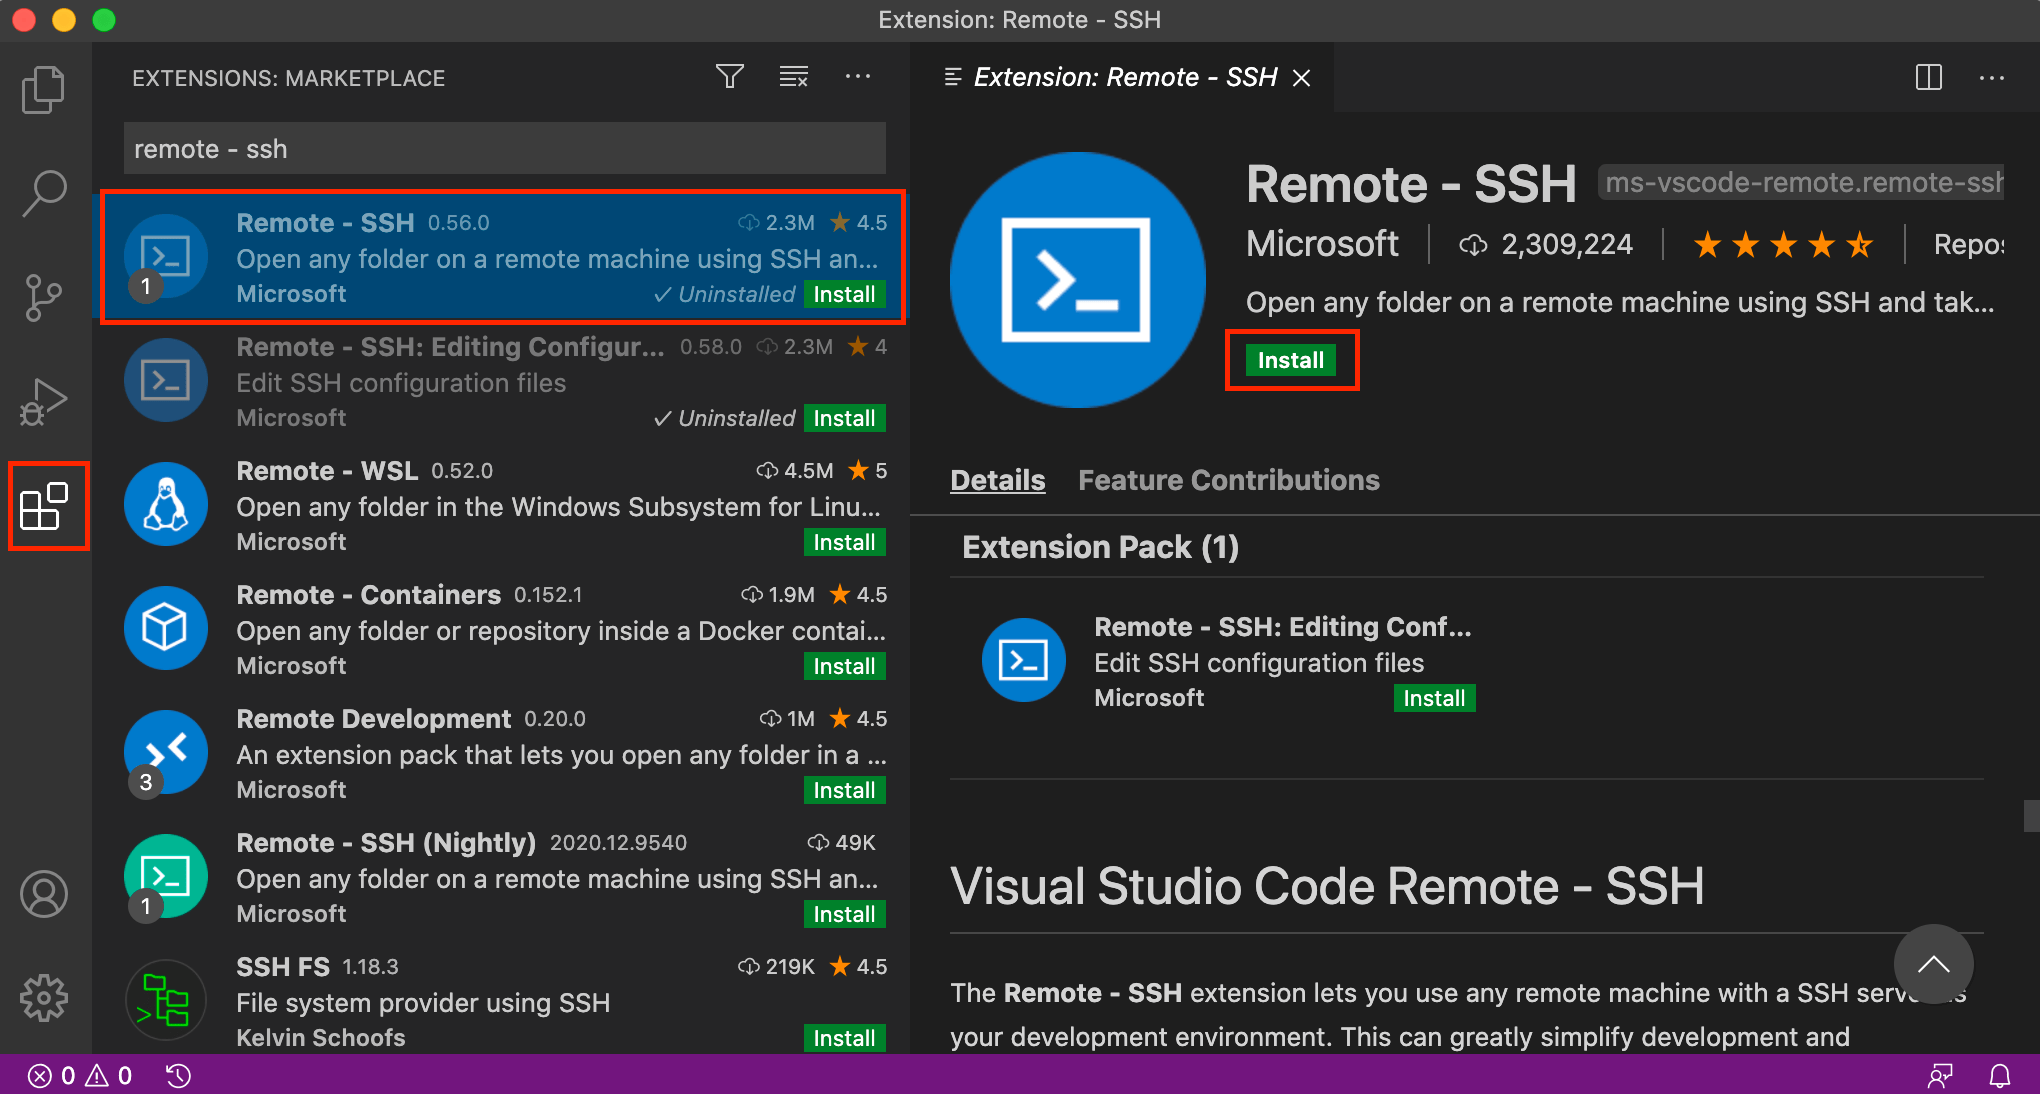 Extension: Remote - SSH
EXTENSIONS: MARKETPLACE
remote - ssh
Remote - SSH 0.56.0 2.3M 4.5
Open any folder on a remote machine using SSH an...
1
Microsoft Uninstalled Install
Remote - SSH: Editing Configur... 0.58.0 2.3M 4
Edit SSH configuration files
Microsoft Uninstalled Install
Remote - WSL 0.52.0 4.5M 5
Open any folder in the Windows Subsystem for Linu...
Microsoft Install
Remote - Containers 0.152.1 1.9M 4.5
Open any folder or repository inside a Docker contai...
Microsoft Install
Remote Development 0.20.0 1M 4.5
An extension pack that lets you open any folder in a ...
3
Microsoft Install
Remote - SSH (Nightly) 2020.12.9540 49K
Open any folder on a remote machine using SSH an...
1
Microsoft Install
SSH FS 1.18.3 219K 4.5
File system provider using SSH
Kelvin Schoofs Install
Extension: Remote - SSH
Remote - SSH ms-vscode-remote.remote-ssh
Microsoft 2,309,224 Repos
Open any folder on a remote machine using SSH and tak...
Install
Details Feature Contributions
Extension Pack (1)
Remote - SSH: Editing Conf...
Edit SSH configuration files
Microsoft Install
Visual Studio Code Remote - SSH
The Remote - SSH extension lets you use any remote machine with a SSH
your development environment. This can greatly simplify development and
0 0